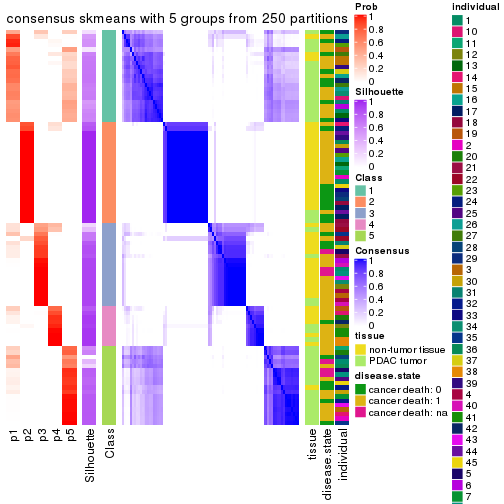 consensus skmeans with 5 groups from 250 partitions
p1
p2
p3
p4
p5
Silhouette
Class
tissue
disease.state
individual
Prob
1
0.8
0.6
0.4
0.2
0
Silhouette
1
0.8
0.6
0.4
0.2
0
Class
1
2
3
4
5
Consensus
1
0.8
0.6
0.4
0.2
0
tissue
non-tumor tissue
PDAC tumor
disease.state
cancer death: 0
cancer death: 1
cancer death: na
individual
1
10
11
12
13
14
15
16
17
18
19
2
20
21
22
23
24
25
26
27
28
29
3
30
31
32
33
34
35
36
37
38
39
4
40
41
42
43
44
45
5
6
7